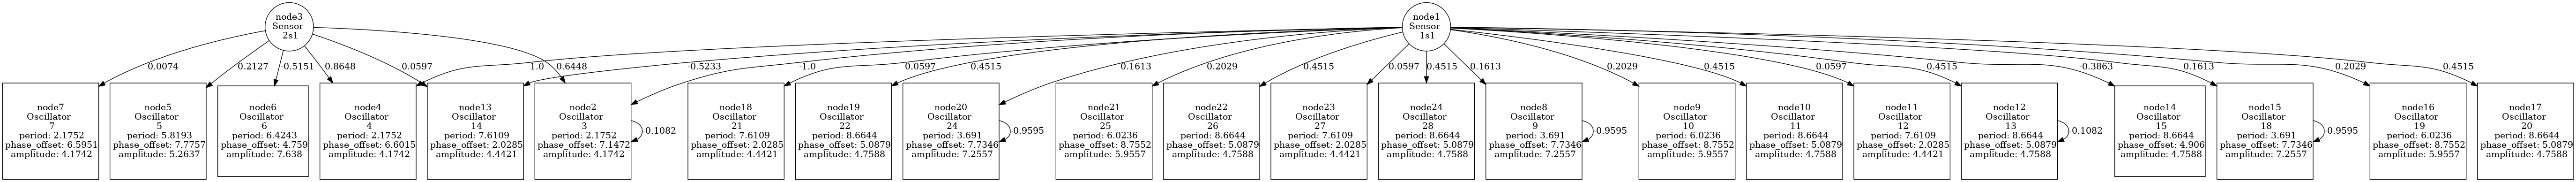 node3
Sensor
2s1
node1
Sensor
1s1
0.0074
0.2127
-0.5151
0.8648
0.0597
1.0
-0.5233
0.6448
-1.0
0.0597
0.4515
0.1613
0.2029
0.4515
0.0597
0.4515
0.1613
0.2029
0.4515
0.0597
0.4515
-0.3863
0.1613
0.2029
0.4515
node7
Oscillator
7
period: 2.1752
phase_offset: 6.5951
amplitude: 4.1742
node5
Oscillator
5
period: 5.8193
phase_offset: 7.7757
amplitude: 5.2637
node6
Oscillator
6
period: 6.4243
phase_offset: 4.759
amplitude: 7.638
node4
Oscillator
4
period: 2.1752
phase_offset: 6.6015
amplitude: 4.1742
node13
Oscillator
14
period: 7.6109
phase_offset: 2.0285
amplitude: 4.4421
node2
Oscillator
3
period: 2.1752
phase_offset: 7.1472
amplitude: 4.1742
-0.1082
node18
Oscillator
21
period: 7.6109
phase_offset: 2.0285
amplitude: 4.4421
node19
Oscillator
22
period: 8.6644
phase_offset: 5.0879
amplitude: 4.7588
node20
Oscillator
24
period: 3.691
phase_offset: 7.7346
amplitude: 7.2557
-0.9595
node21
Oscillator
25
period: 6.0236
phase_offset: 8.7552
amplitude: 5.9557
node22
Oscillator
26
period: 8.6644
phase_offset: 5.0879
amplitude: 4.7588
node23
Oscillator
27
period: 7.6109
phase_offset: 2.0285
amplitude: 4.4421
node24
Oscillator
28
period: 8.6644
phase_offset: 5.0879
amplitude: 4.7588
node8
Oscillator
9
period: 3.691
phase_offset: 7.7346
amplitude: 7.2557
-0.9595
node9
Oscillator
10
period: 6.0236
phase_offset: 8.7552
amplitude: 5.9557
node10
Oscillator
11
period: 8.6644
phase_offset: 5.0879
amplitude: 4.7588
node11
Oscillator
12
period: 7.6109
phase_offset: 2.0285
amplitude: 4.4421
node12
Oscillator
13
period: 8.6644
phase_offset: 5.0879
amplitude: 4.7588
-0.1082
node14
Oscillator
15
period: 8.6644
phase_offset: 4.906
amplitude: 4.7588
node15
Oscillator
18
period: 3.691
phase_offset: 7.7346
amplitude: 7.2557
-0.9595
node16
Oscillator
19
period: 6.0236
phase_offset: 8.7552
amplitude: 5.9557
node17
Oscillator
20
period: 8.6644
phase_offset: 5.0879
amplitude: 4.7588